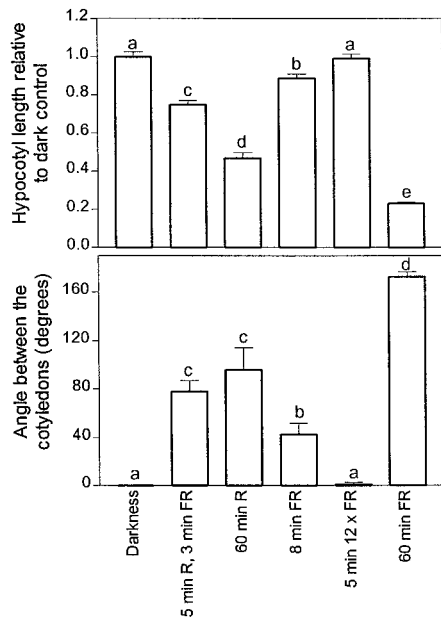 Hypocotyl length relative
to dark control
1.2
1.0
0.8
0.6
0.4
0.2
0.0
a
c
d
b
a
e
Angle between the
cotyledons (degrees)
160
120
80
40
0
a
c
c
b
a
d
Darkness
5 min R, 3 min FR
60 min R
8 min FR
5 min 12 x FR
60 min FR